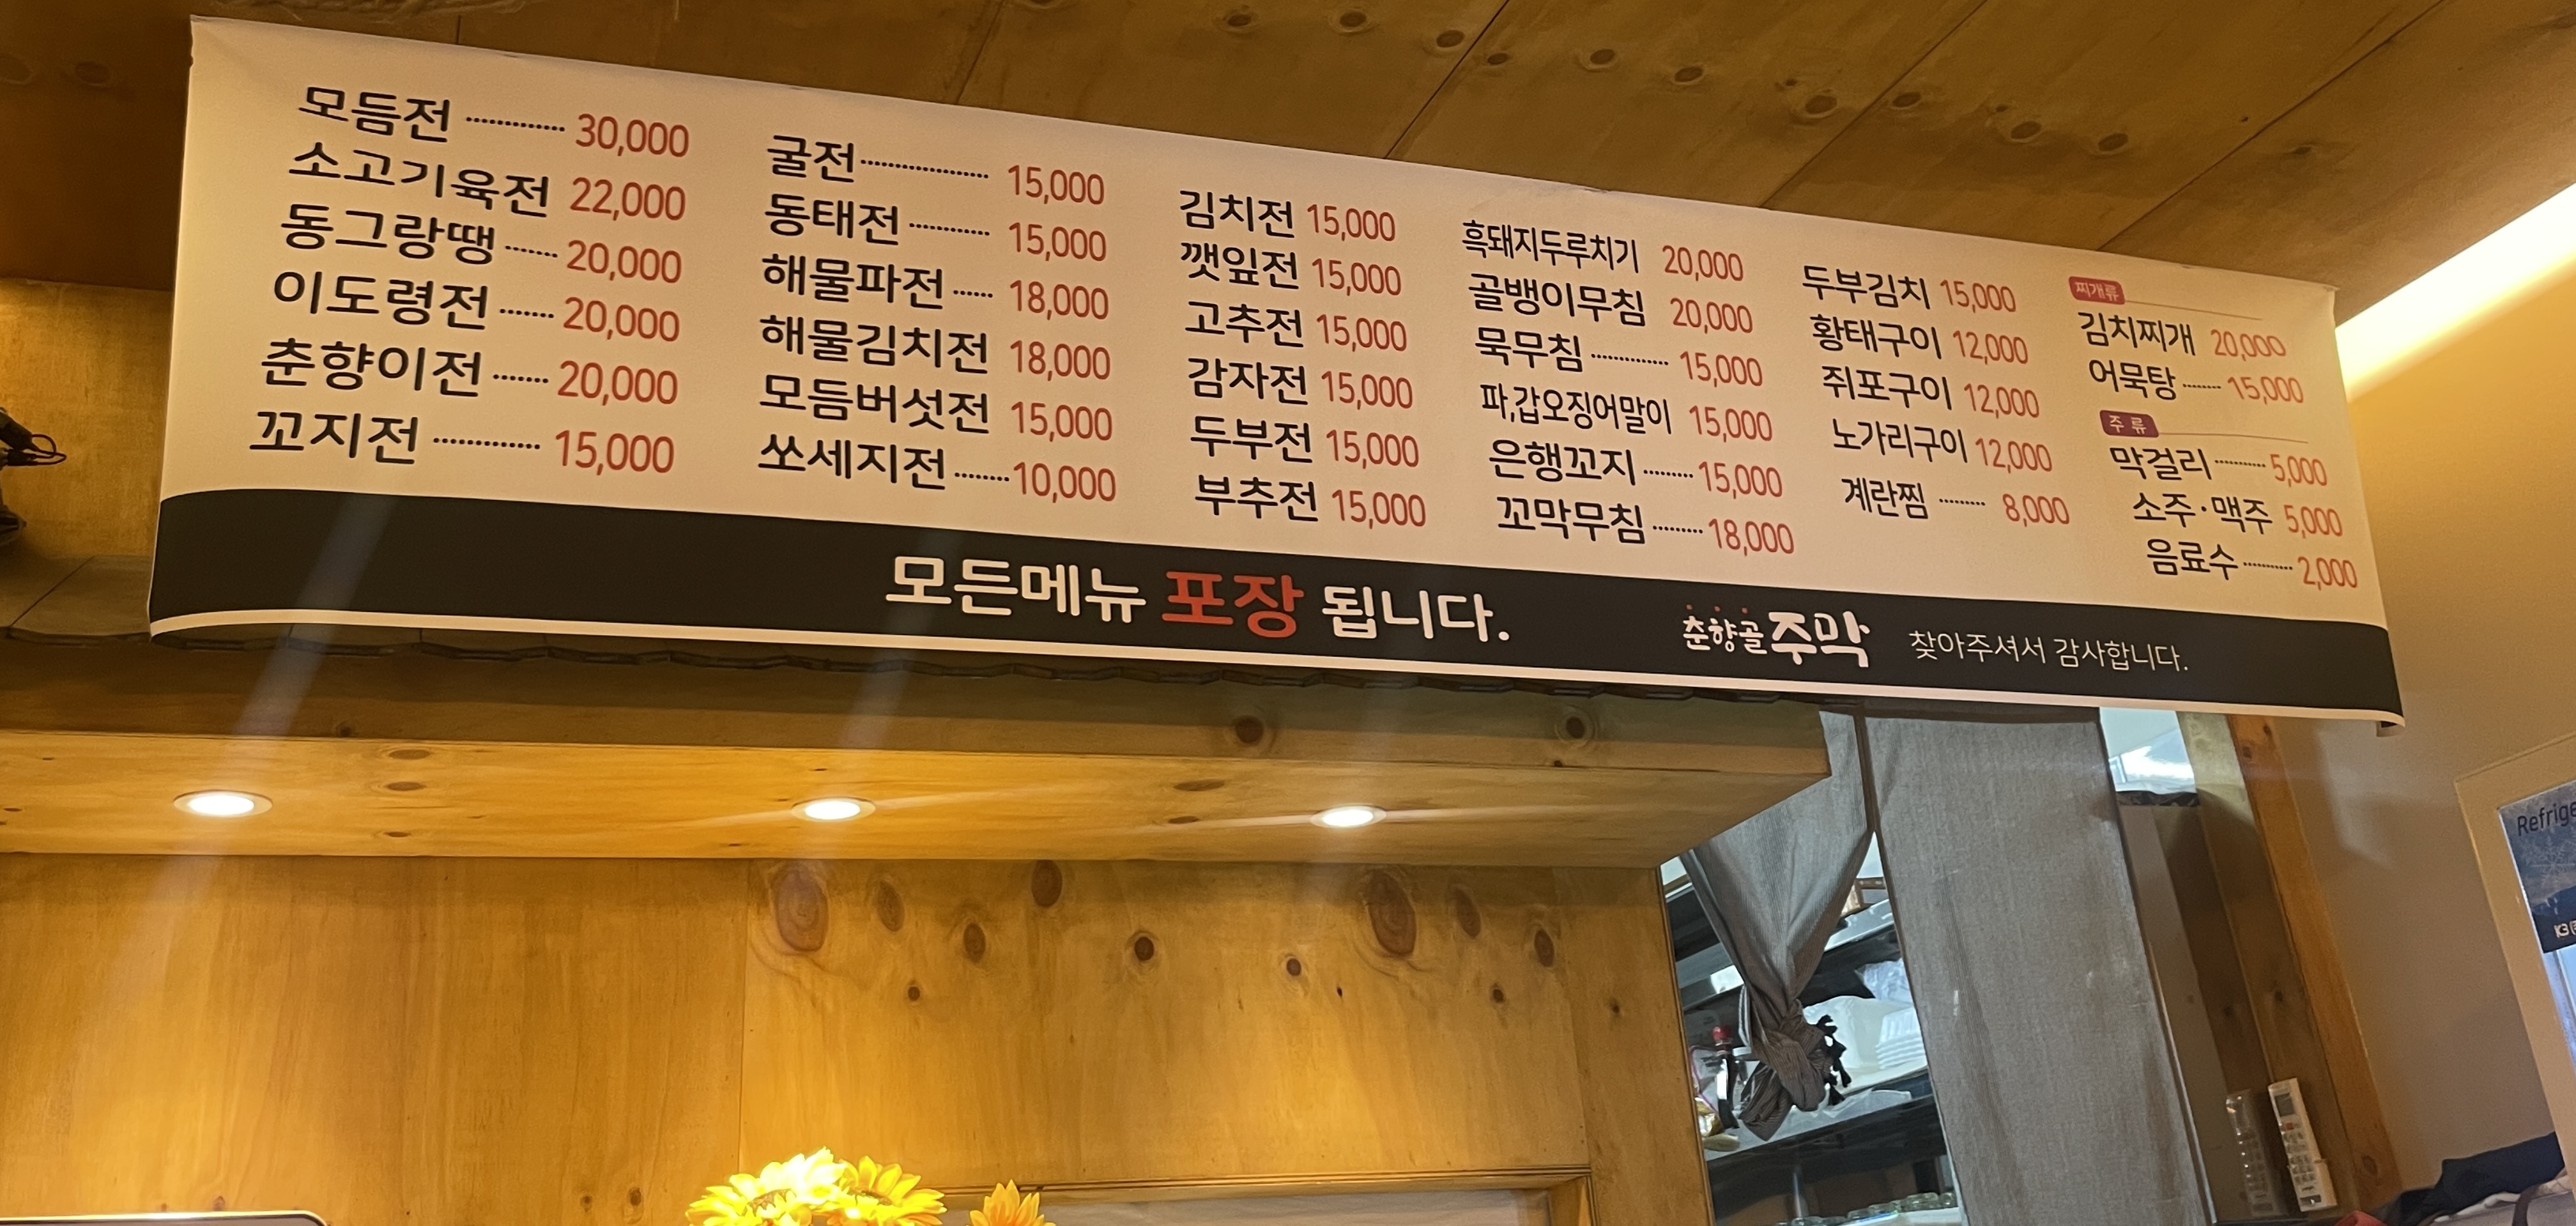 모듬전 ············ 30,000
소고기육전 22,000
동그랑땡 ······ 20,000
이도령전 ······ 20,000
춘향이전 ······ 20,000
꼬지전 ············ 15,000
굴전 ················ 15,000
동태전 ·········· 15,000
해물파전 ····· 18,000
해물김치전 18,000
모듬버섯전 15,000
쏘세지전 ······ 10,000
김치전 15,000
깻잎전 15,000
고추전 15,000
감자전 15,000
두부전 15,000
부추전 15,000
흑돼지두루치기 20,000
골뱅이무침 20,000
묵무침 ············ 15,000
파,갑오징어말이 15,000
은행꼬지 ········ 15,000
꼬막무침 ········ 18,000
두부김치 15,000
황태구이 12,000
쥐포구이 12,000
노가리구이 12,000
계란찜 ········ 8,000
찌개류
김치찌개 20,000
어묵탕 ······ 15,000
주 류
막걸리 ·········· 5,000
소주·맥주 5,000
음료수 ·········· 2,000
모든메뉴 포장 됩니다.
춘향골주막 찾아주셔서 감사합니다.